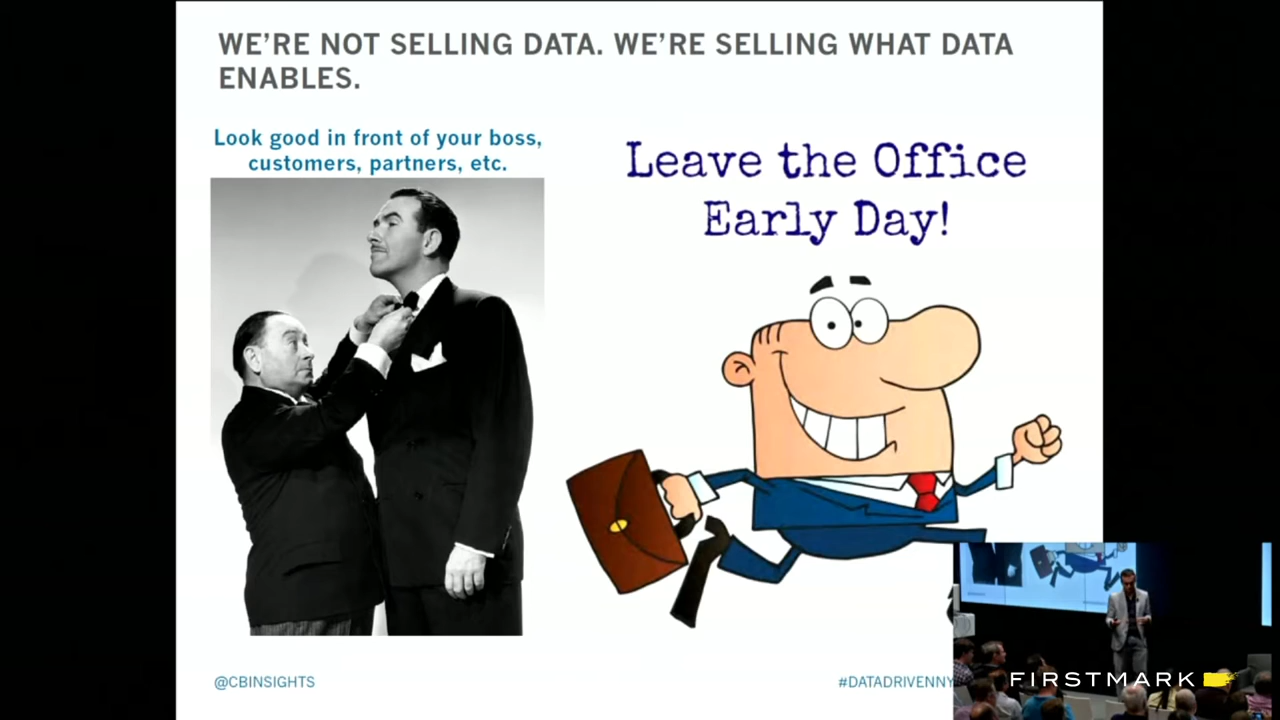 WE'RE NOT SELLING DATA. WE'RE SELLING WHAT DATA
ENABLES.
Look good in front of your boss,
customers, partners, etc.
Leave the Office
Early Day!
@CBINSIGHTS
#DATADRIVENNY
FIRSTMARK